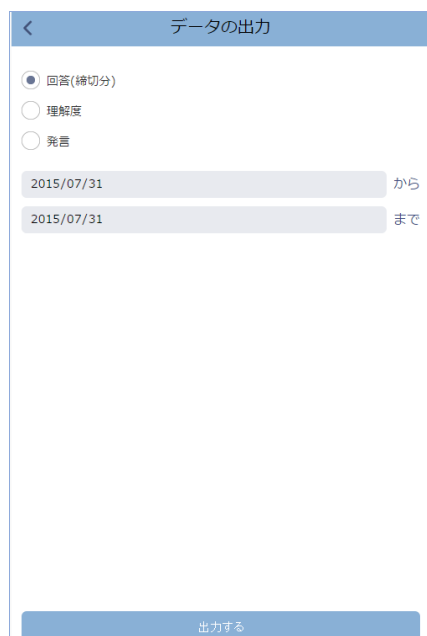 データの出力
回答(締切分)
理解度
発言
2015/07/31 から
2015/07/31 まで
出力する